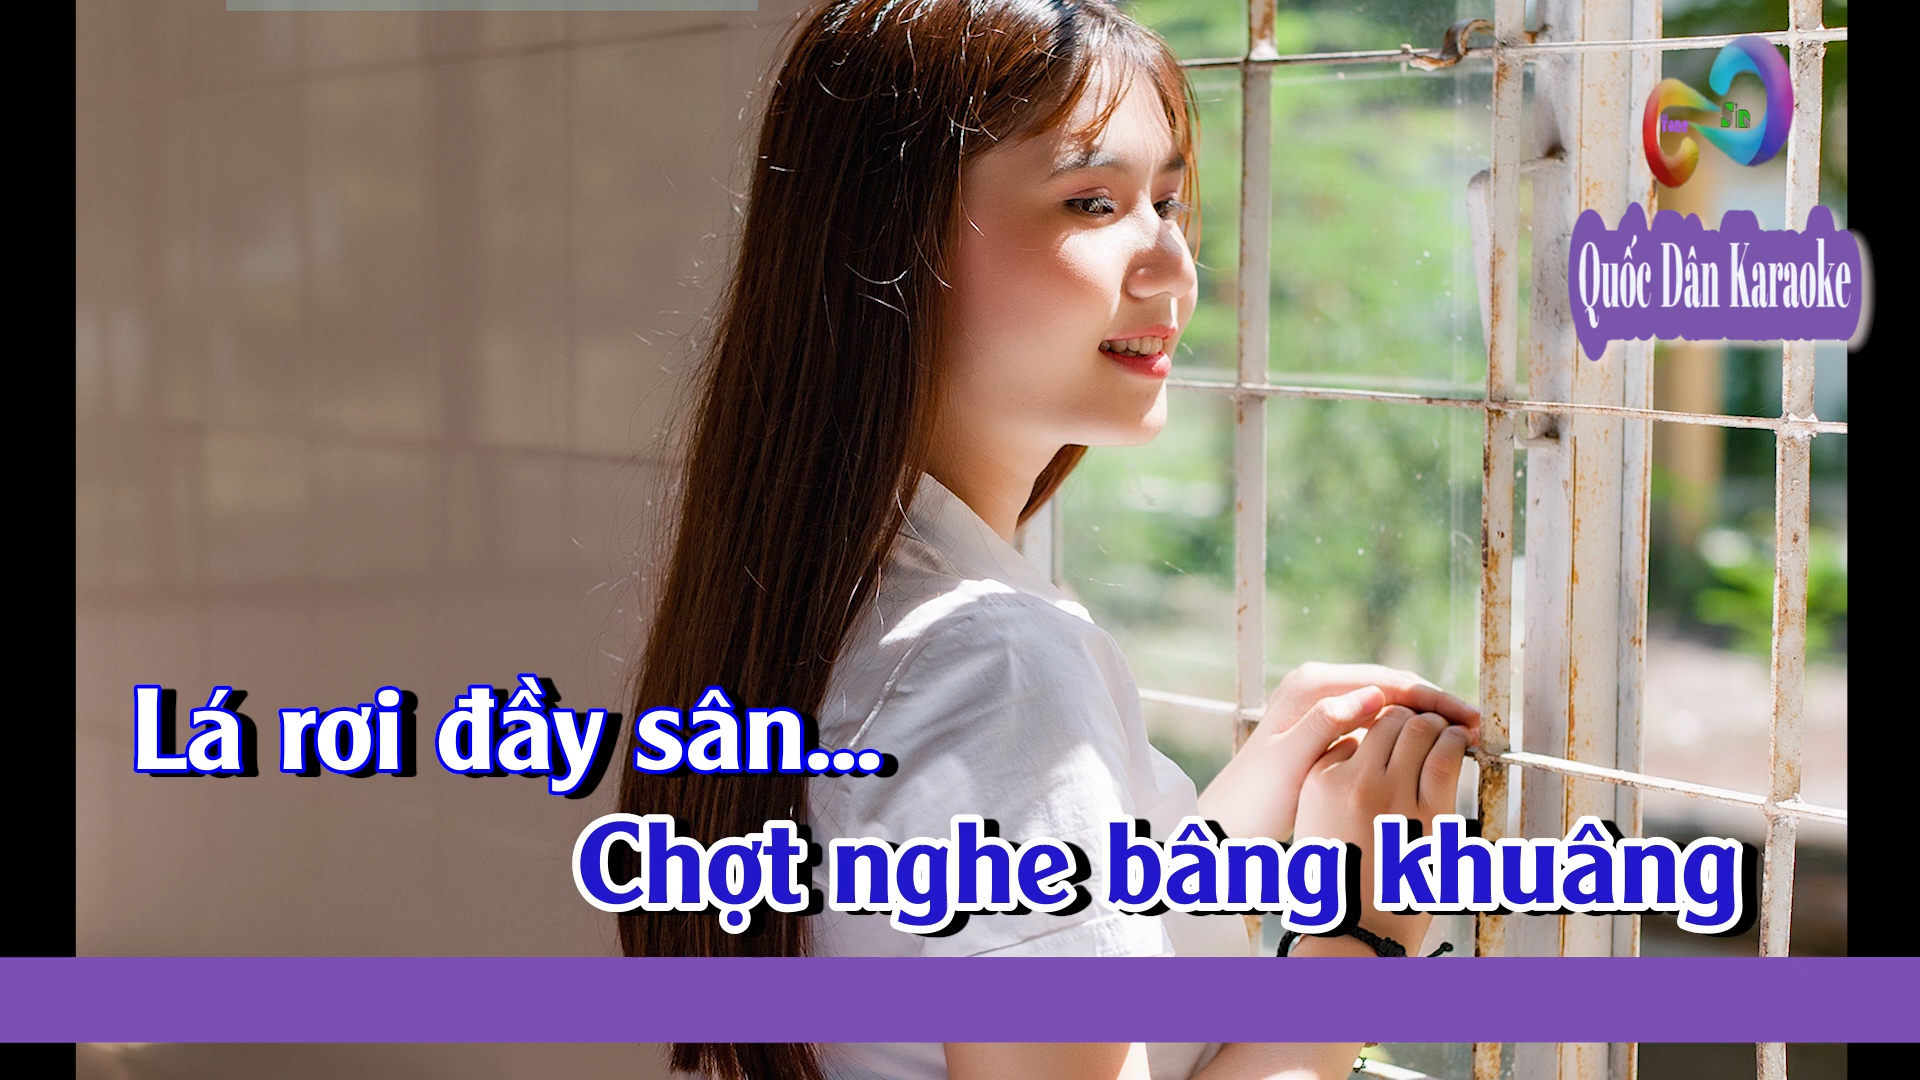 Quốc Dân Karaoke
Lá rơi đầy sân...
Chợt nghe bâng khuâng